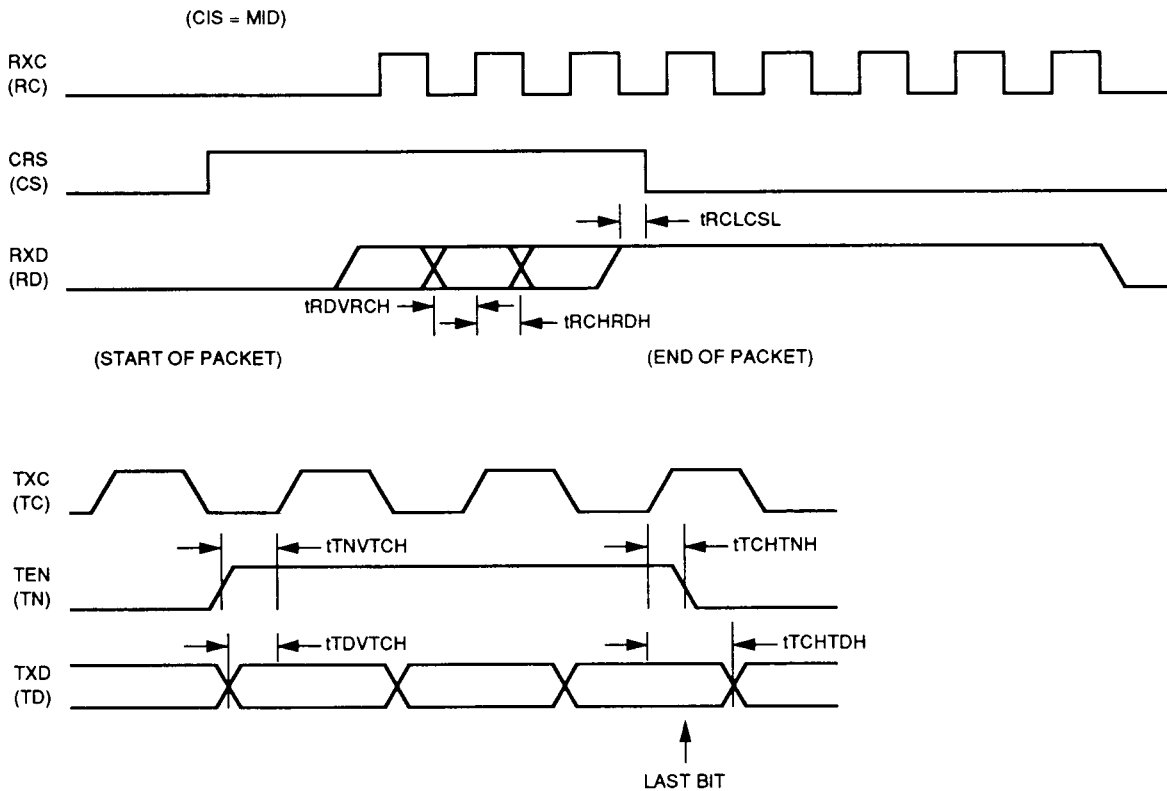 (CIS = MID)
RXC
(RC)
CRS
(CS)
tRCLCSL
RXD
(RD)
tRDVRCH
tRCHRDH
(START OF PACKET)
(END OF PACKET)
TXC
(TC)
tTNVTCH
tTCHTNH
TEN
(TN)
tTDVTCH
tTCHTDH
TXD
(TD)
LAST BIT